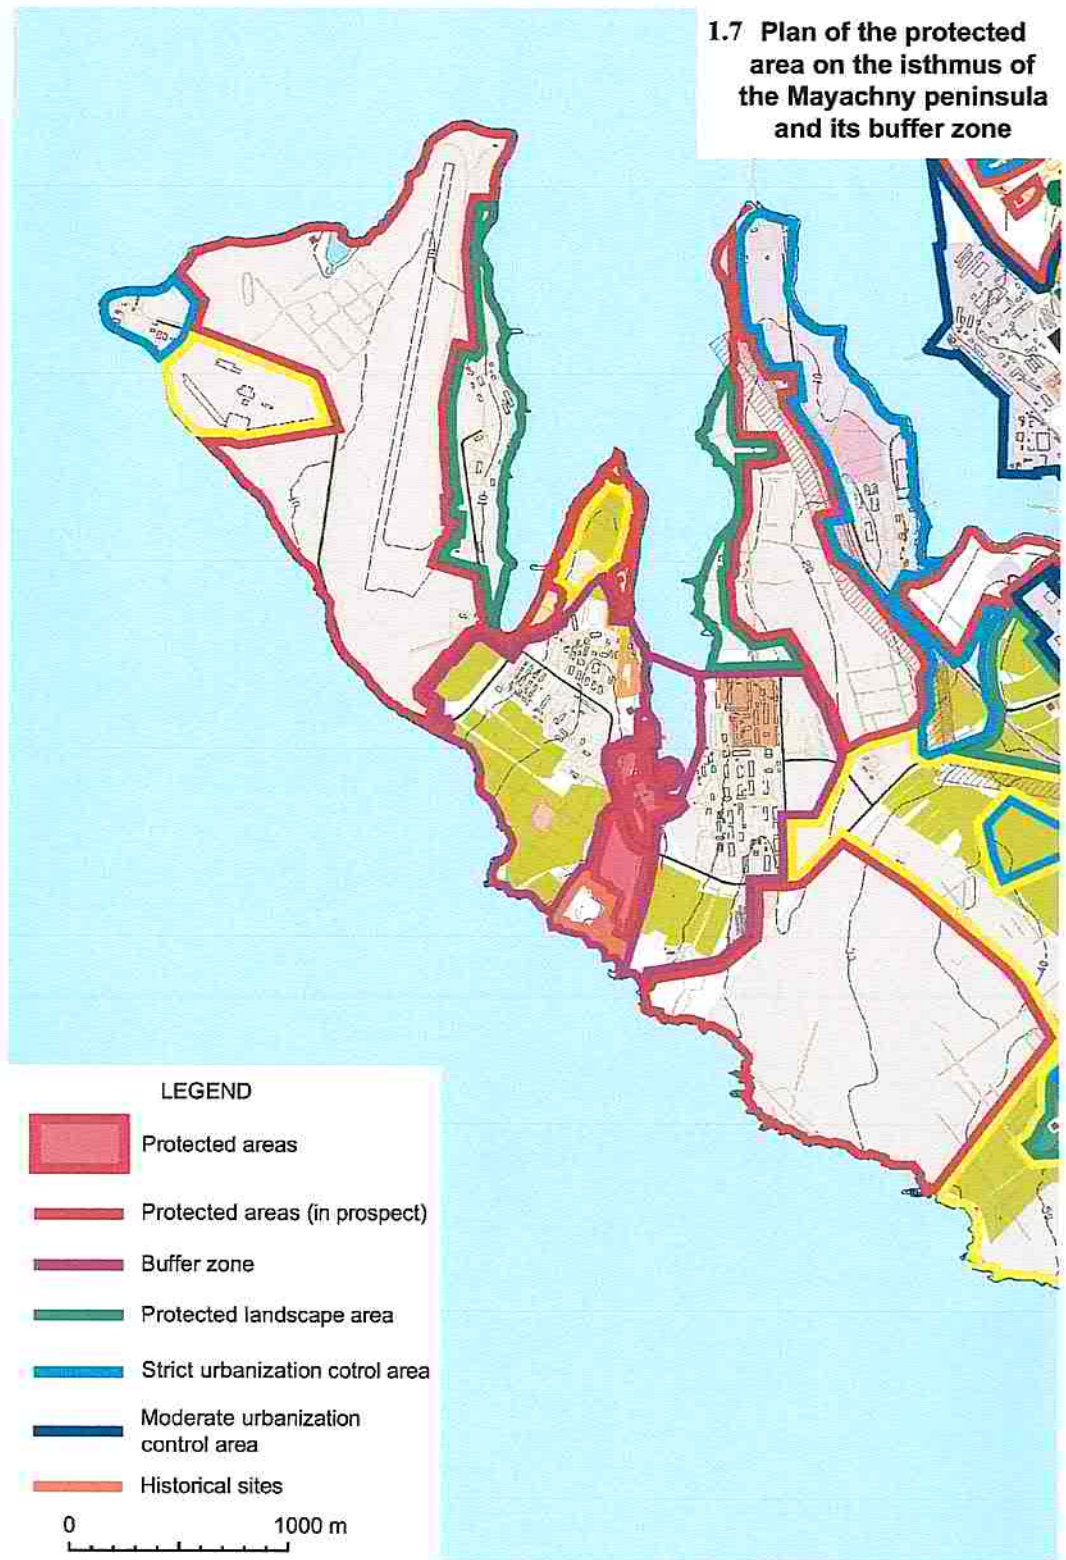 1.7 Plan of the protected
area on the isthmus of
the Mayachny peninsula
and its buffer zone
LEGEND
Protected areas
Protected areas (in prospect)
Buffer zone
Protected landscape area
Strict urbanization cotrol area
Moderate urbanization
control area
Historical sites
0 1000 m